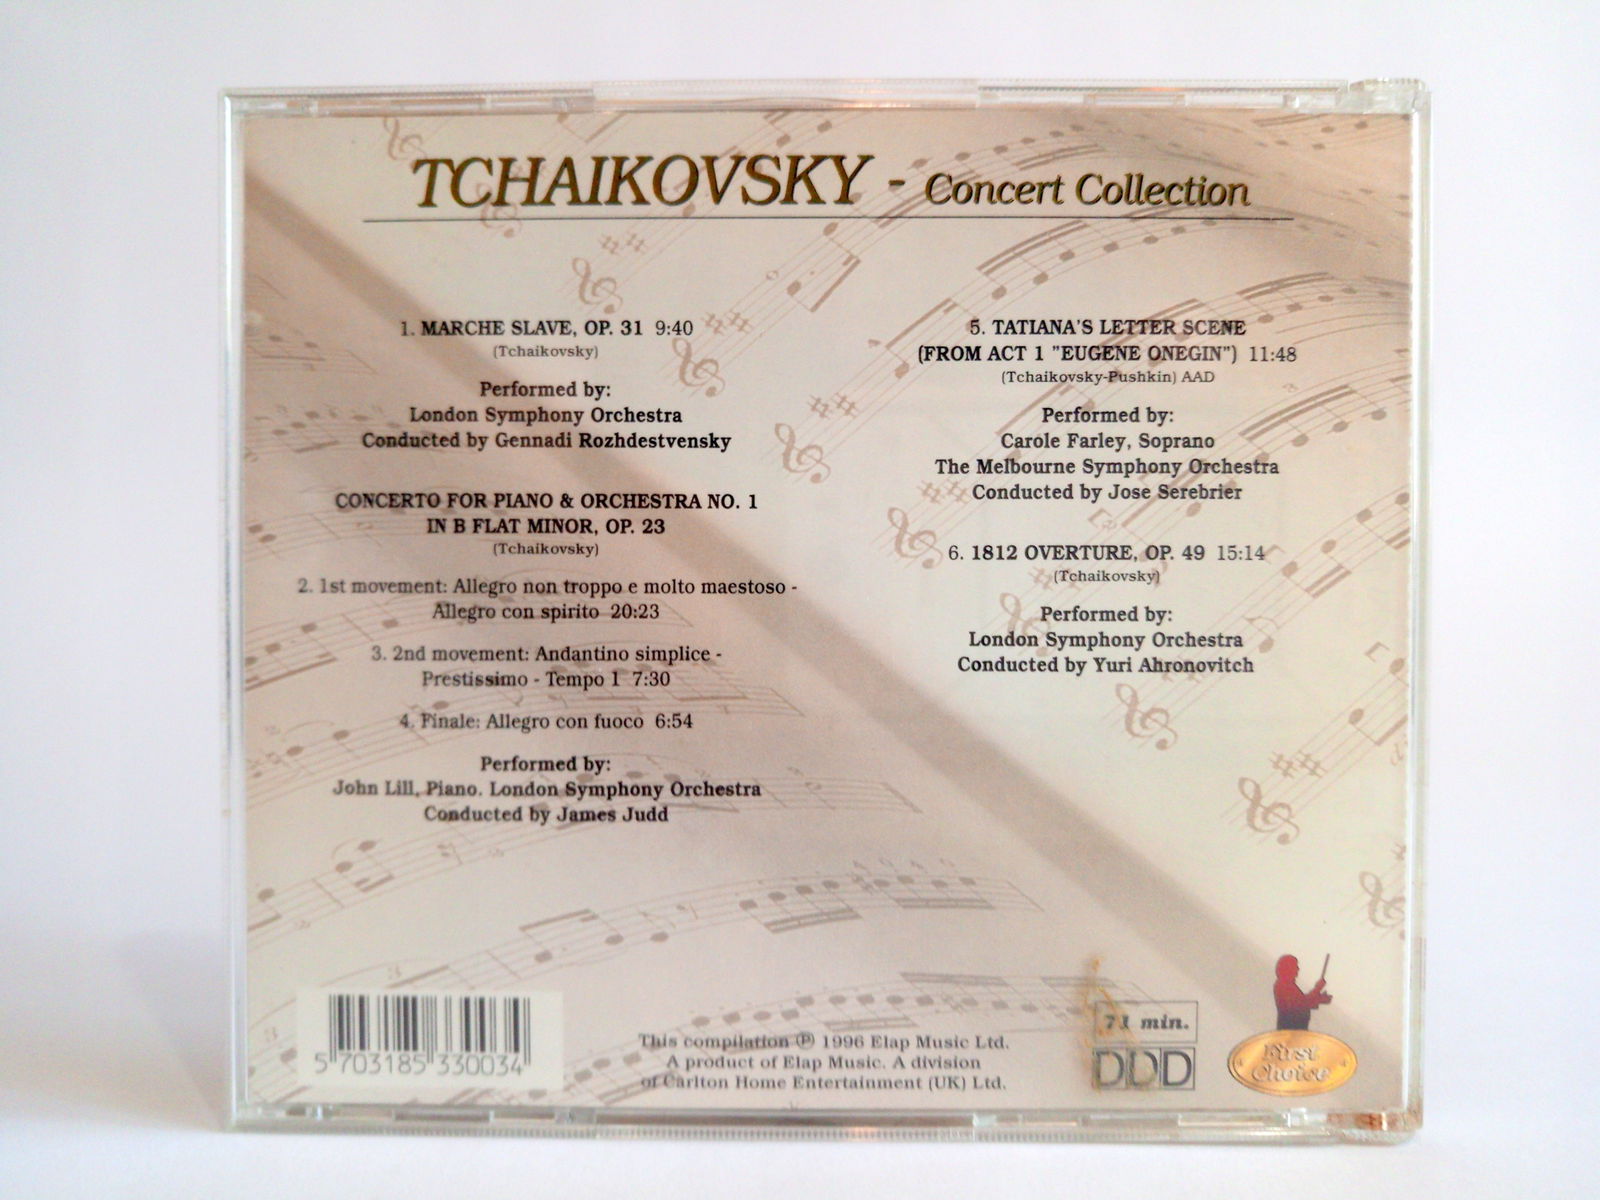 TCHAIKOVSKY - Concert Collection
1. MARCHE SLAVE, OP. 31 9:40
(Tchaikovsky)
Performed by:
London Symphony Orchestra
Conducted by Gennadi Rozhdestvensky
CONCERTO FOR PIANO & ORCHESTRA NO. 1
IN B FLAT MINOR, OP. 23
(Tchaikovsky)
2. 1st movement: Allegro non troppo e molto maestoso -
Allegro con spirito 20:23
3. 2nd movement: Andantino simplice -
Prestissimo - Tempo 1 7:30
4. Finale: Allegro con fuoco 6:54
Performed by:
John Lill, Piano. London Symphony Orchestra
Conducted by James Judd
5. TATIANA'S LETTER SCENE
(FROM ACT 1 "EUGENE ONEGIN") 11:48
(Tchaikovsky-Pushkin) AAD
Performed by:
Carole Farley, Soprano
The Melbourne Symphony Orchestra
Conducted by Jose Serebrier
6. 1812 OVERTURE, OP. 49 15:14
(Tchaikovsky)
Performed by:
London Symphony Orchestra
Conducted by Yuri Ahronovitch
5 703185 330034
This compilation ℗ 1996 Elap Music Ltd.
A product of Elap Music. A division
of Carlton Home Entertainment (UK) Ltd.
71 min.
DDD
First
Choice